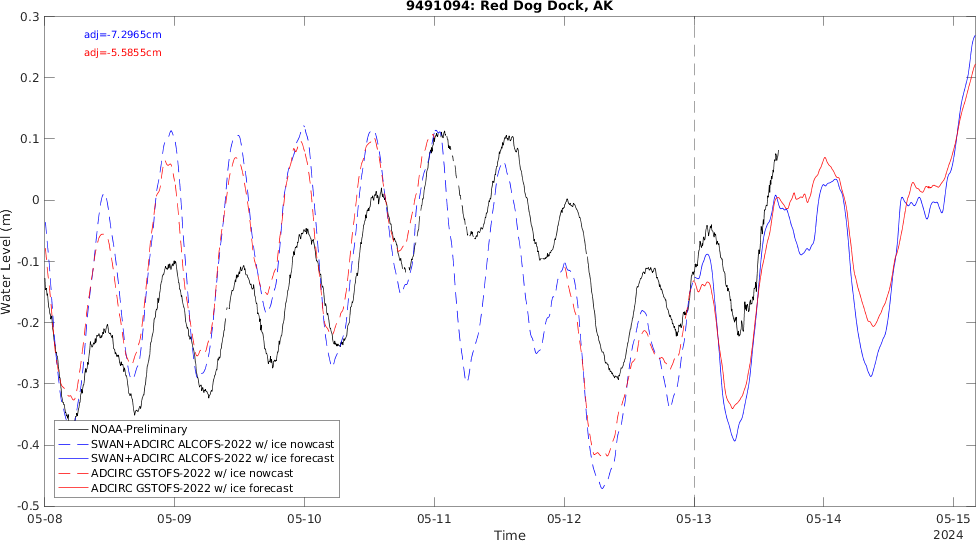 9491094: Red Dog Dock, AK
adj=-7.2965cm
adj=-5.5855cm
Water Level (m)
0.3
0.2
0.1
0
-0.1
-0.2
-0.3
-0.4
-0.5
NOAA-Preliminary
SWAN+ADCIRC ALCOFS-2022 w/ ice nowcast
SWAN+ADCIRC ALCOFS-2022 w/ ice forecast
ADCIRC GSTOFS-2022 w/ ice nowcast
ADCIRC GSTOFS-2022 w/ ice forecast
05-08 05-09 05-10 05-11 05-12 05-13 05-14 05-15
Time
2024